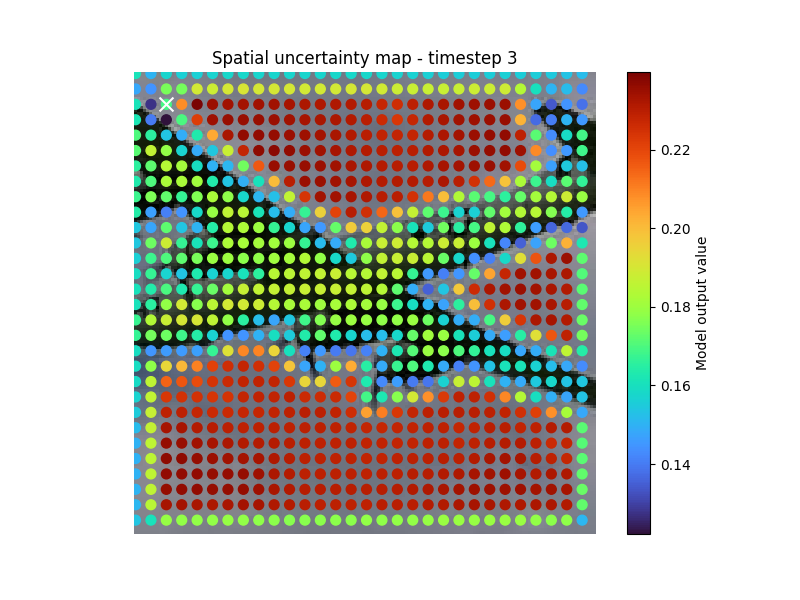 Spatial uncertainty map - timestep 3
0.22
0.20
0.18
0.16
0.14
Model output value